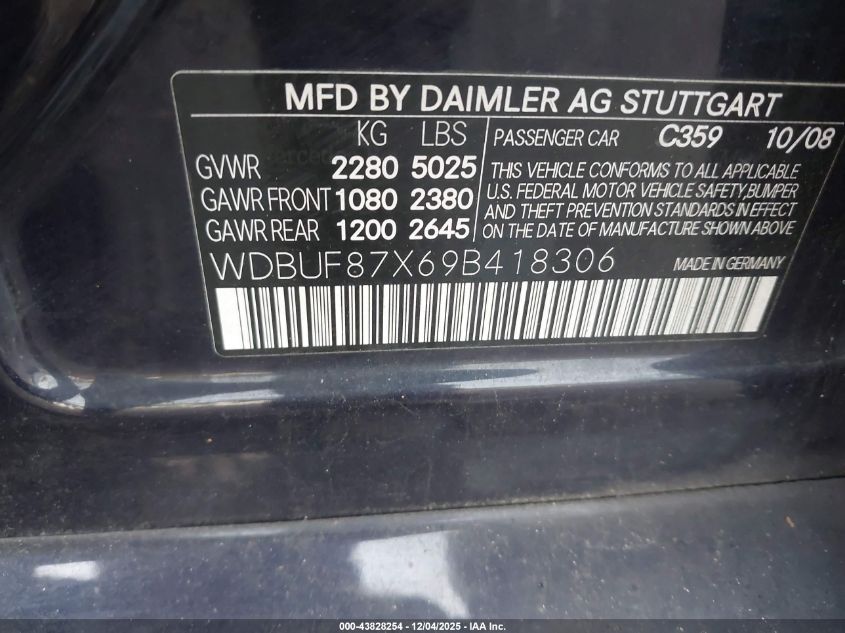 MFD BY DAIMLER AG STUTTGART
KG LBS
GVWR 2280 5025
GAWR FRONT 1080 2380
GAWR REAR 1200 2645
PASSENGER CAR C359 10/08
THIS VEHICLE CONFORMS TO ALL APPLICABLE
U.S. FEDERAL MOTOR VEHICLE SAFETY,BUMPER
AND THEFT PREVENTION STANDARDS IN EFFECT
ON THE DATE OF MANUFACTURE SHOWN ABOVE
WDBUF87X69B418306 MADE IN GERMANY
000-43828254 - 12/04/2025 - IAA Inc.